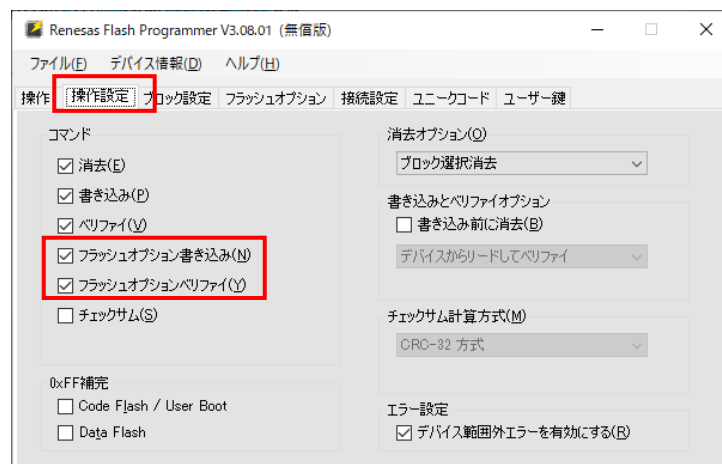 Renesas Flash Programmer V3.08.01 (無償版)
ファイル(F) デバイス情報(D) ヘルプ(H)
操作 操作設定 ブロック設定 フラッシュオプション 接続設定 ユニークコード ユーザー鍵
コマンド
消去(E)
書き込み(P)
ベリファイ(V)
フラッシュオプション書き込み(N)
フラッシュオプションベリファイ(Y)
チェックサム(S)
0xFF補完
Code Flash / User Boot
Data Flash
消去オプション(O)
ブロック選択消去
書き込みとベリファイオプション
書き込み前に消去(B)
デバイスからリードしてベリファイ
チェックサム計算方式(M)
CRC-32 方式
エラー設定
デバイス範囲外エラーを有効にする(R)